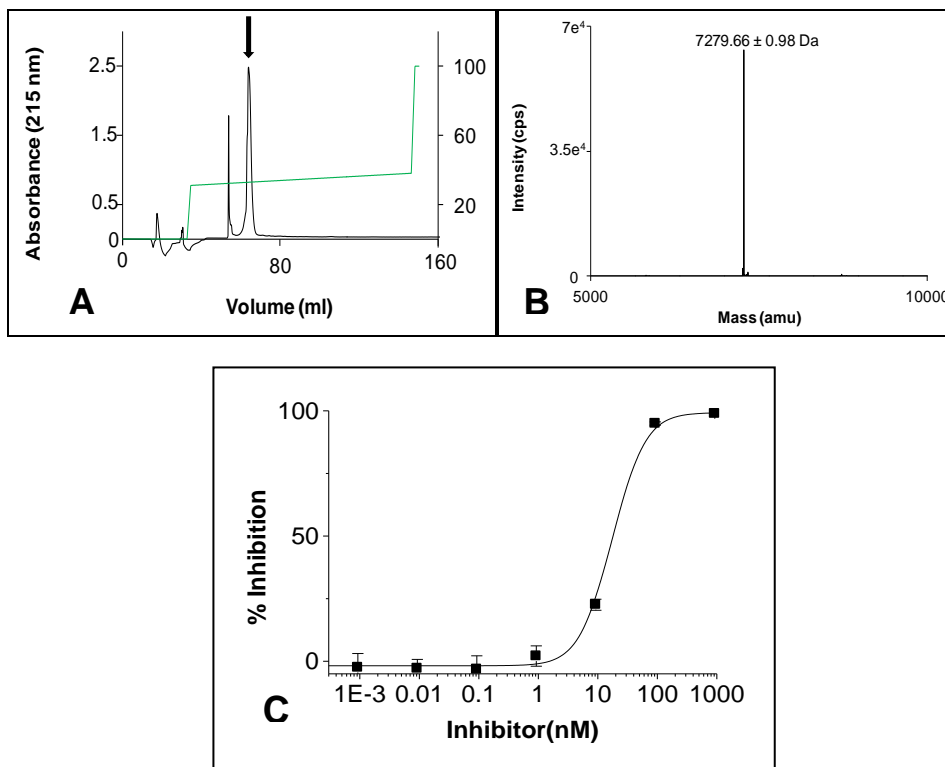 Absorbance (215 nm)
2.5
1.5
0.5
0
100
60
20
0
80
160
A
Volume (ml)
7e⁴
7279.66 ± 0.98 Da
Intensity (cps)
3.5e⁴
0
5000
10000
B
Mass (amu)
100
50
0
% Inhibition
1E-3 0.01 0.1 1 10 100 1000
C
Inhibitor(nM)